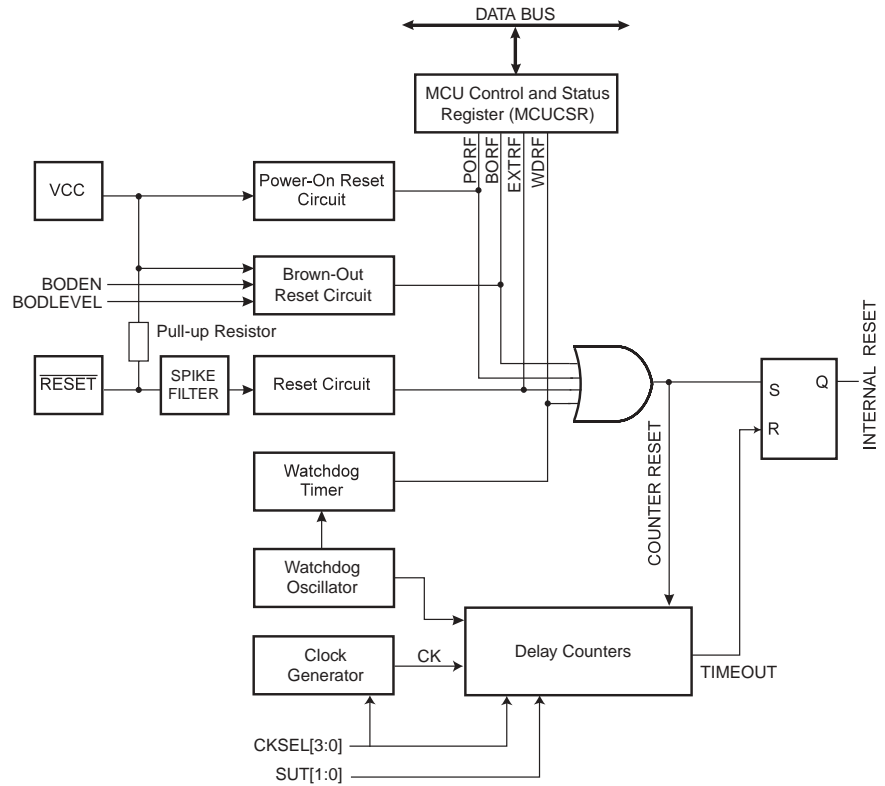 DATA BUS
MCU Control and Status
Register (MCUCSR)
PORF
BORF
EXTRF
WDRF
VCC
Power-On Reset
Circuit
BODEN
BODLEVEL
Brown-Out
Reset Circuit
Pull-up Resistor
RESET
SPIKE
FILTER
Reset Circuit
S
Q
R
INTERNAL RESET
COUNTER RESET
Watchdog
Timer
Watchdog
Oscillator
Clock
Generator
CK
Delay Counters
TIMEOUT
CKSEL[3:0]
SUT[1:0]